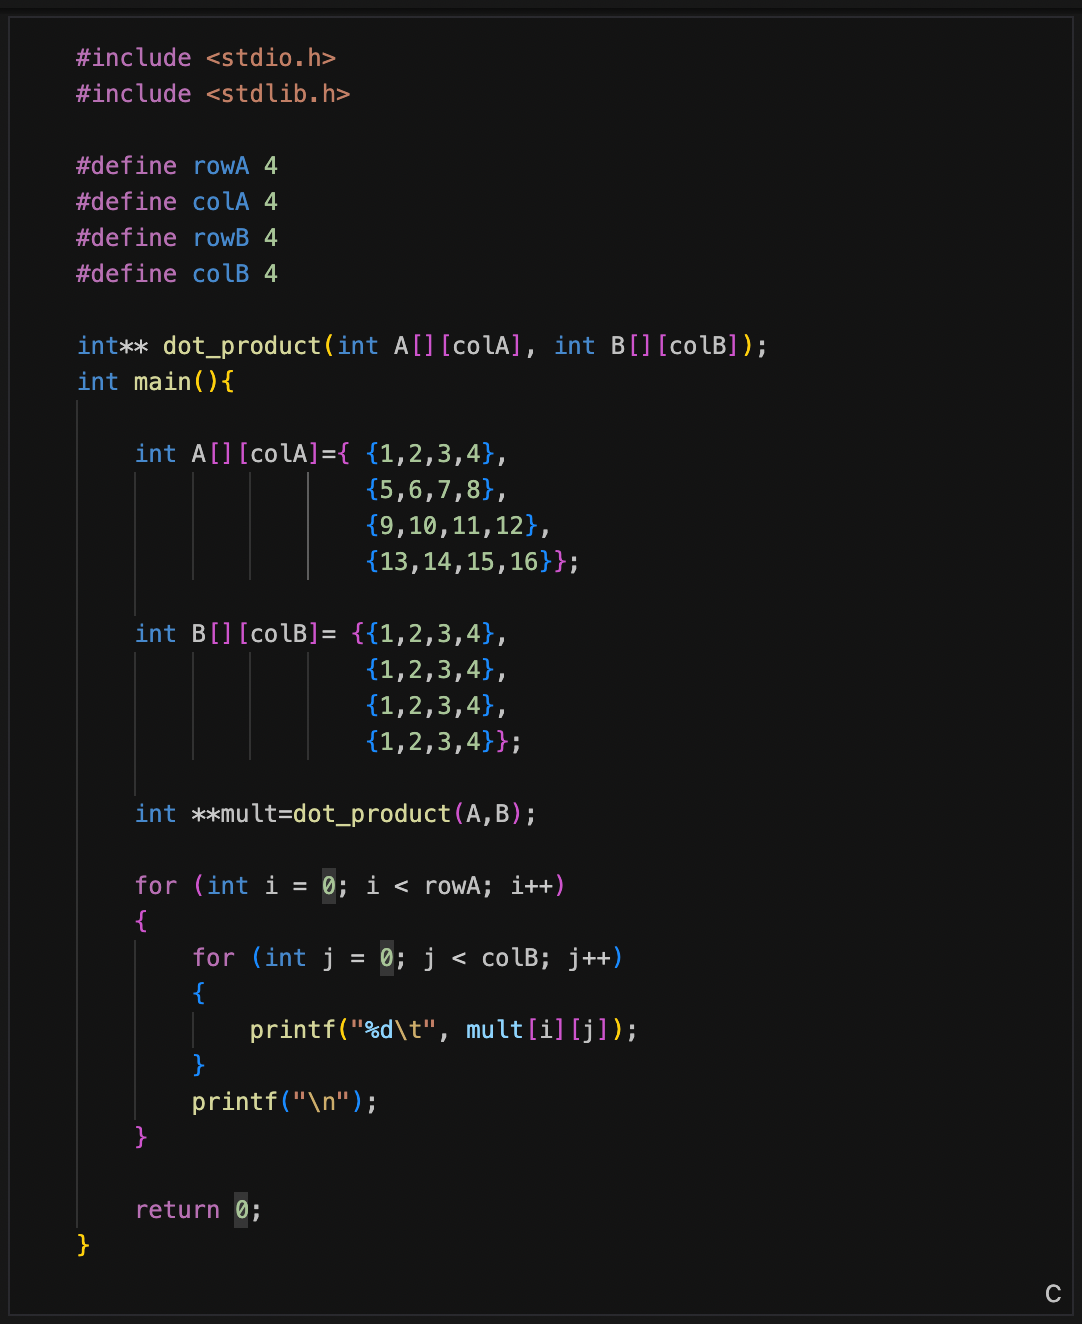 #include <stdio.h>
#include <stdlib.h>
#define rowA 4
#define colA 4
#define rowB 4
#define colB 4
int** dot_product(int A[][colA], int B[][colB]);
int main(){
int A[][colA]={ {1,2,3,4},
{5,6,7,8},
{9,10,11,12},
{13,14,15,16}};
int B[][colB]= {{1,2,3,4},
{1,2,3,4},
{1,2,3,4},
{1,2,3,4}};
int **mult=dot_product(A,B);
for (int i = 0; i < rowA; i++)
{
for (int j = 0; j < colB; j++)
{
printf("%d\t", mult[i][j]);
}
printf("\n");
}
return 0;
}
C